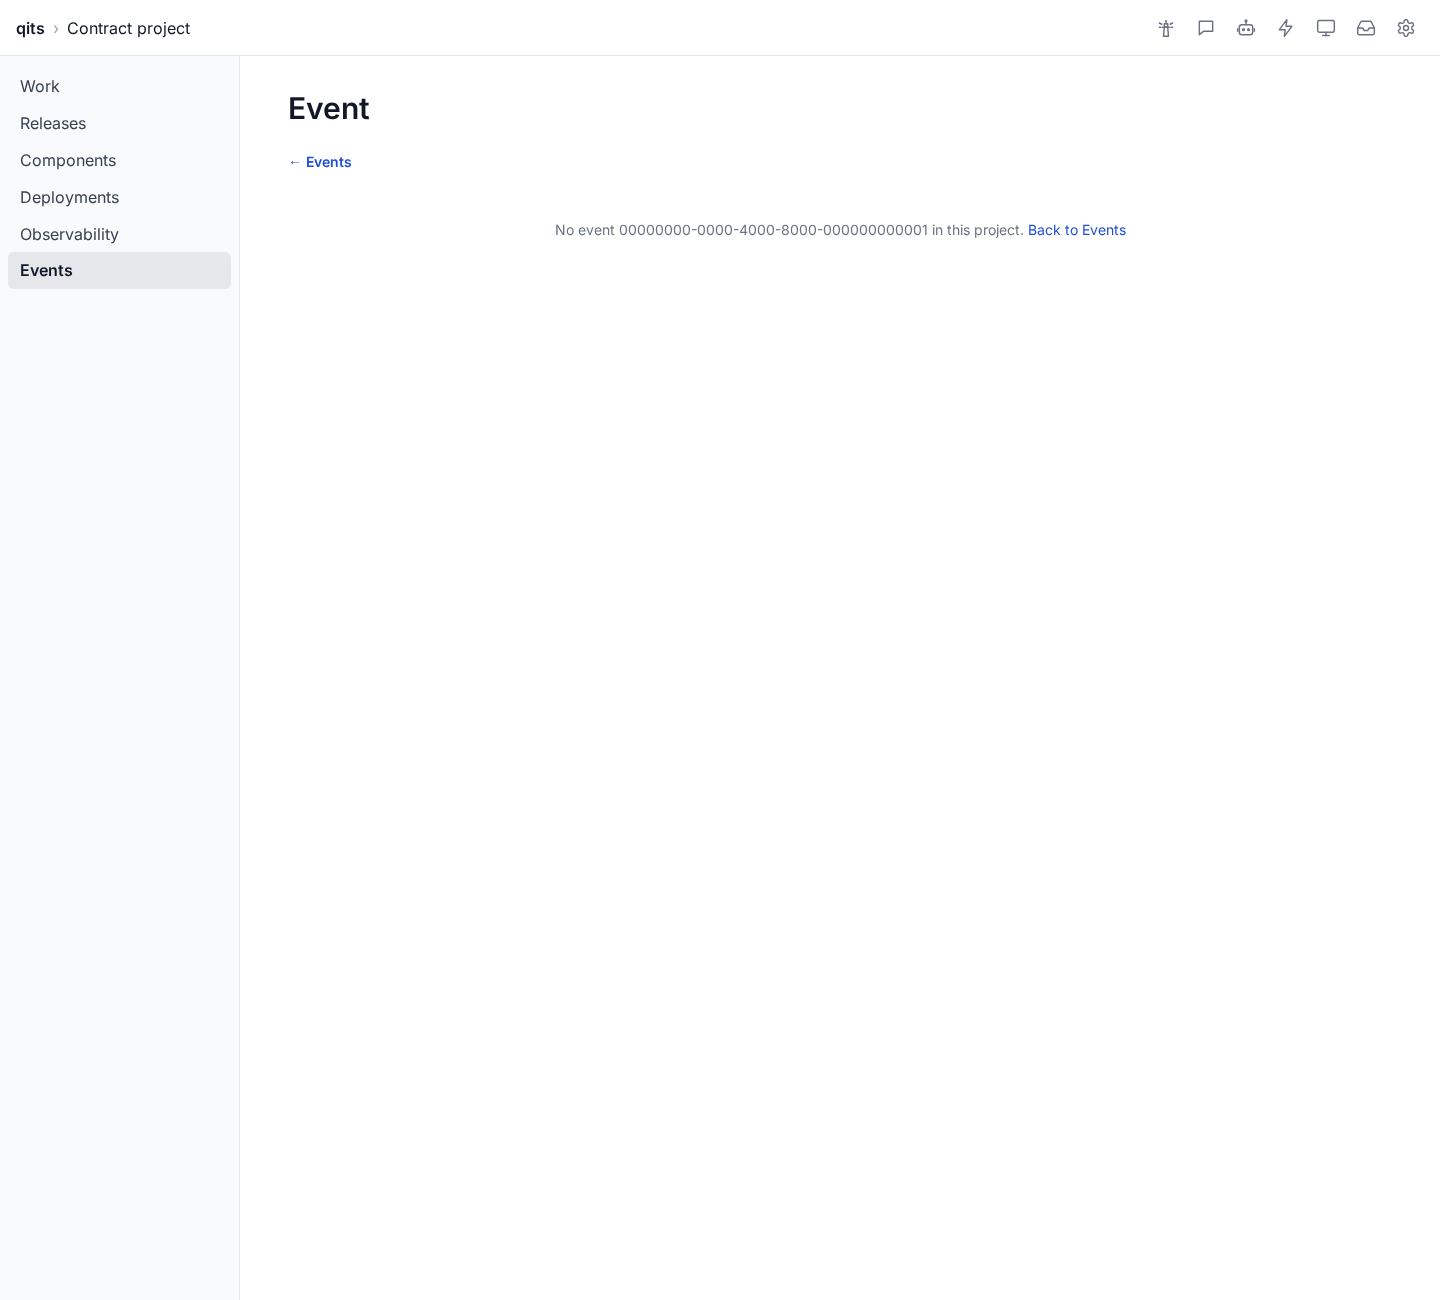 qits › Contract project
Work
Releases
Components
Deployments
Observability
Events
Event
← Events
No event 00000000-0000-4000-8000-000000000001 in this project. Back to Events